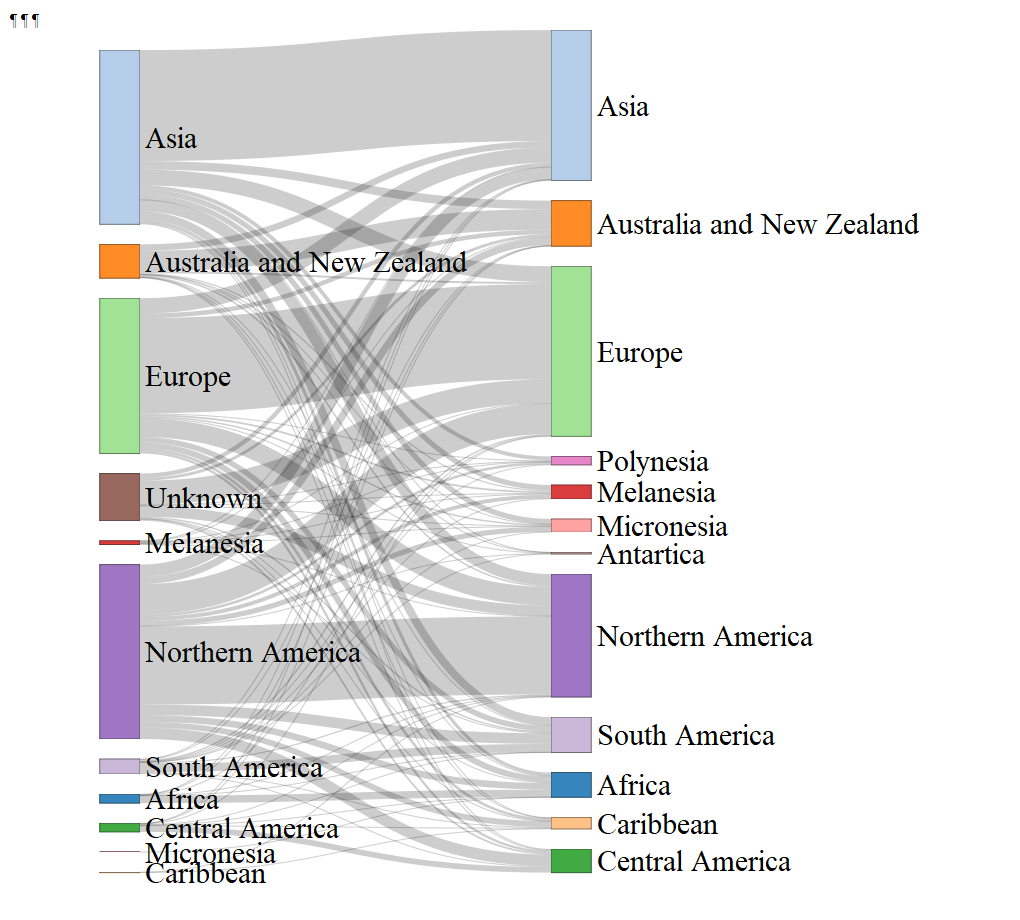 ¶¶¶
Asia
Australia and New Zealand
Europe
Unknown
Melanesia
Northern America
South America
Africa
Central America
Micronesia
Caribbean
Asia
Australia and New Zealand
Europe
Polynesia
Melanesia
Micronesia
Antartica
Northern America
South America
Africa
Caribbean
Central America